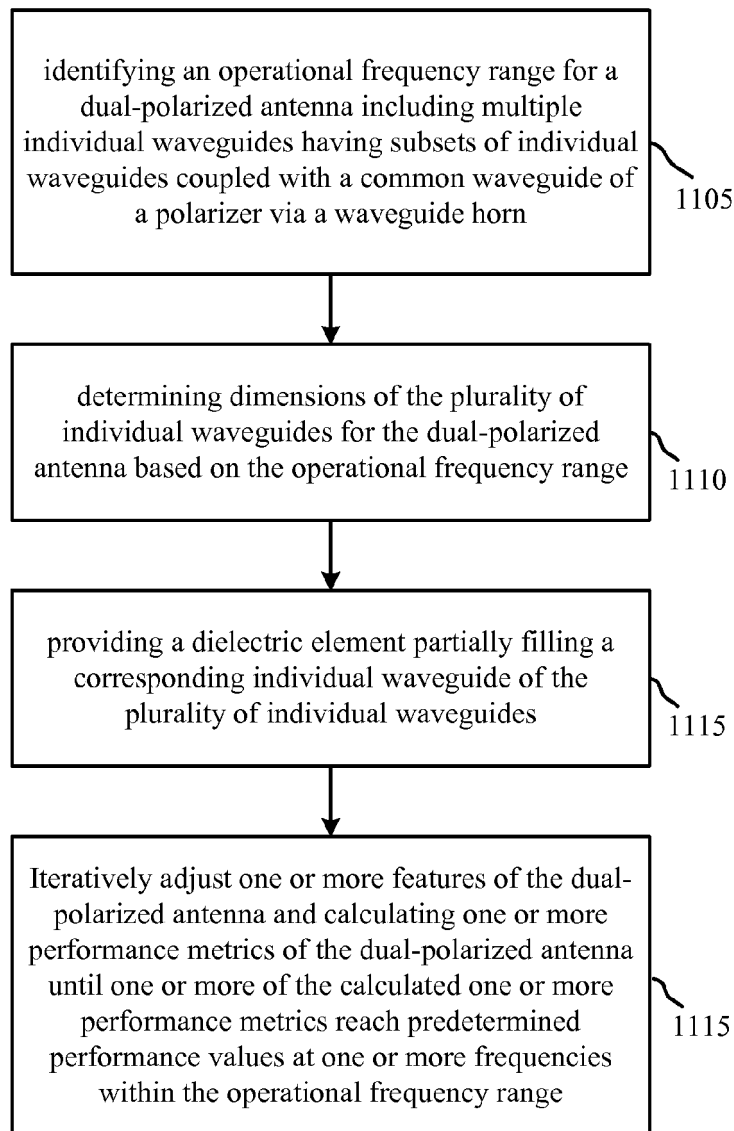 identifying an operational frequency range for a
dual-polarized antenna including multiple
individual waveguides having subsets of individual
waveguides coupled with a common waveguide of
a polarizer via a waveguide horn
1105
determining dimensions of the plurality of
individual waveguides for the dual-polarized
antenna based on the operational frequency range
1110
providing a dielectric element partially filling a
corresponding individual waveguide of the
plurality of individual waveguides
1115
Iteratively adjust one or more features of the dual-
polarized antenna and calculating one or more
performance metrics of the dual-polarized antenna
until one or more of the calculated one or more
performance metrics reach predetermined
performance values at one or more frequencies
within the operational frequency range
1115